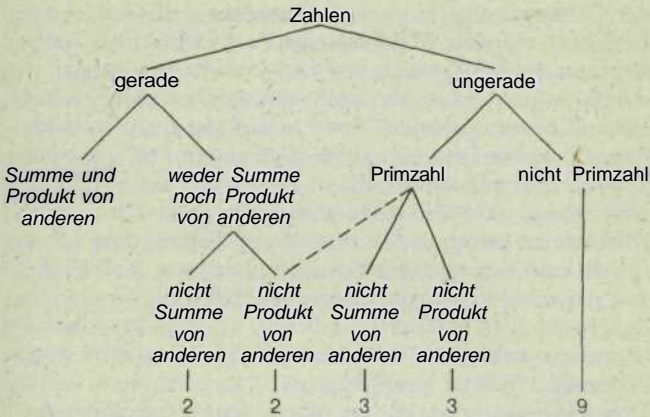 Zahlen
gerade
ungerade
Summe und
Produkt von
anderen
weder Summe
noch Produkt
von anderen
Primzahl
nicht Primzahl
nicht
Summe
von
anderen
nicht
Produkt
von
anderen
nicht
Summe
von
anderen
nicht
Produkt
von
anderen
2
2
3
3
9